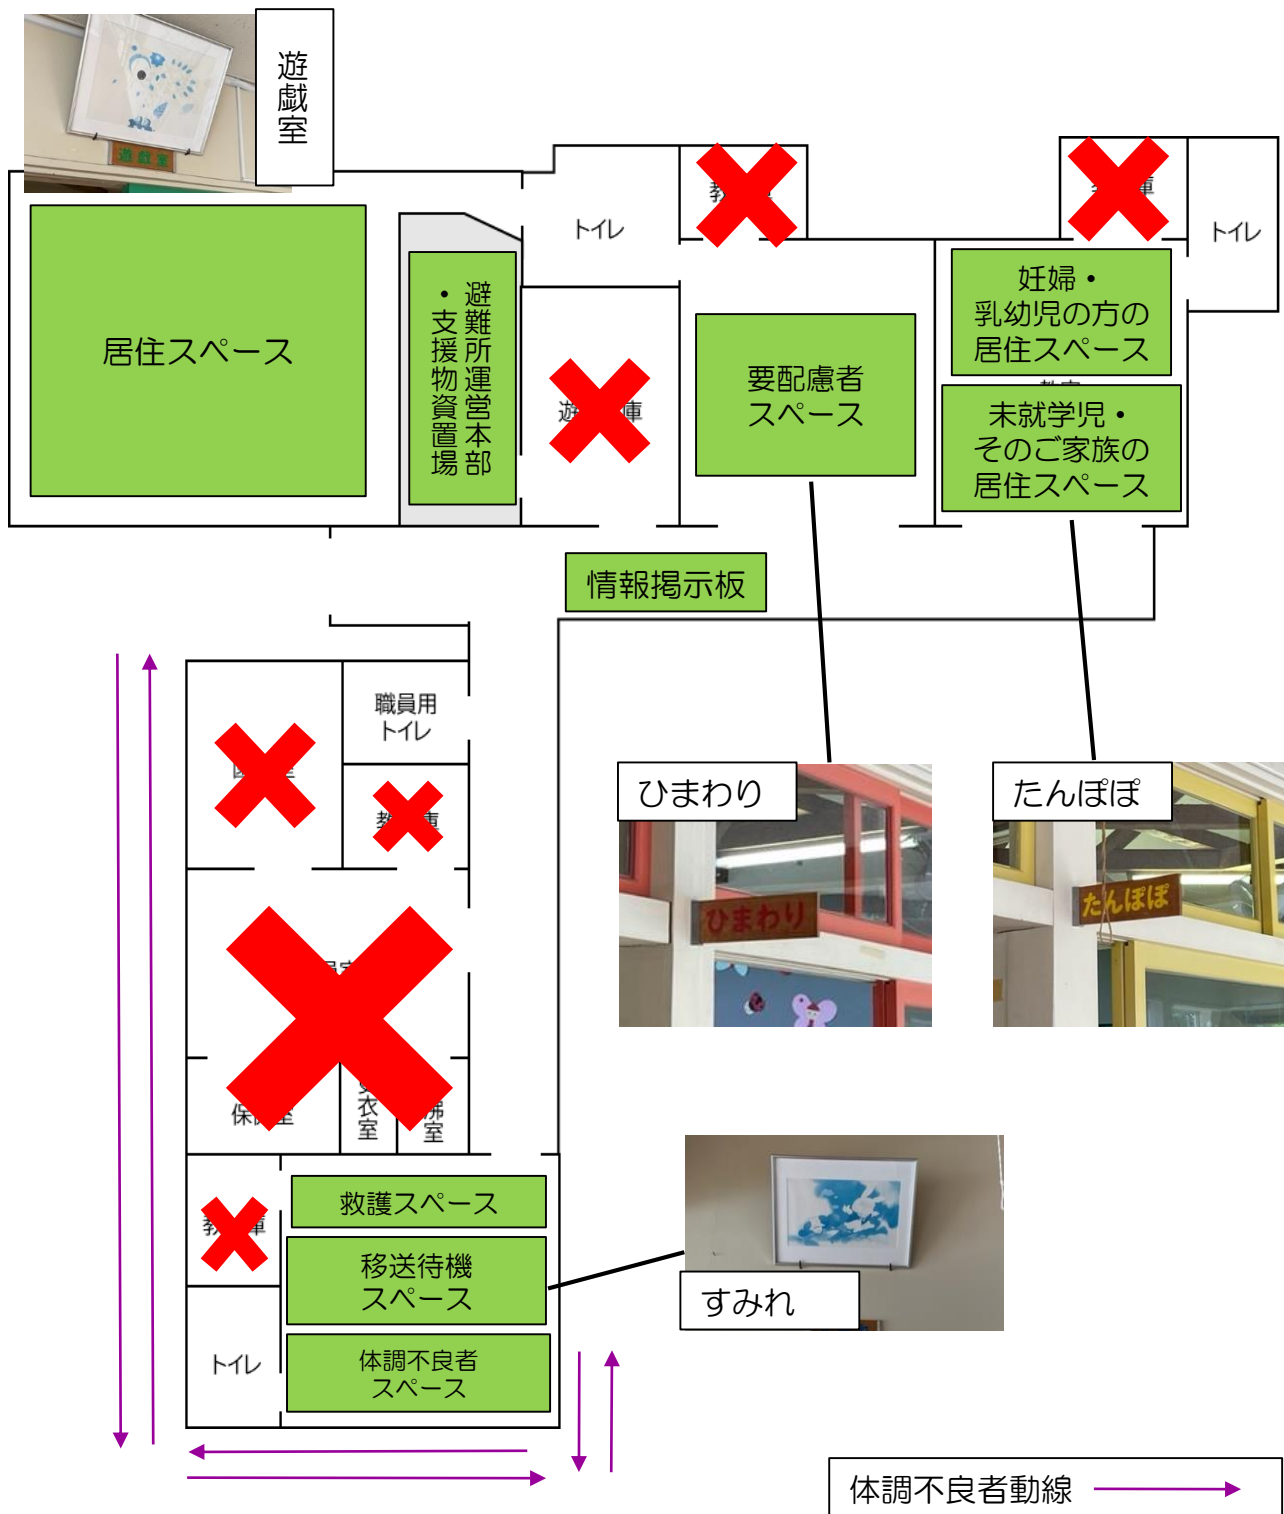 遊戯室
遊戯室
トイレ
トイレ
居住スペース
避難所運営本部
・支援物資置場
要配慮者
スペース
妊婦・
乳幼児の方の
居住スペース
未就学児・
そのご家族の
居住スペース
情報掲示板
職員用
トイレ
ひまわり
ひまわり
たんぽぽ
たんぽぽ
救護スペース
移送待機
スペース
すみれ
トイレ
体調不良者
スペース
体調不良者動線